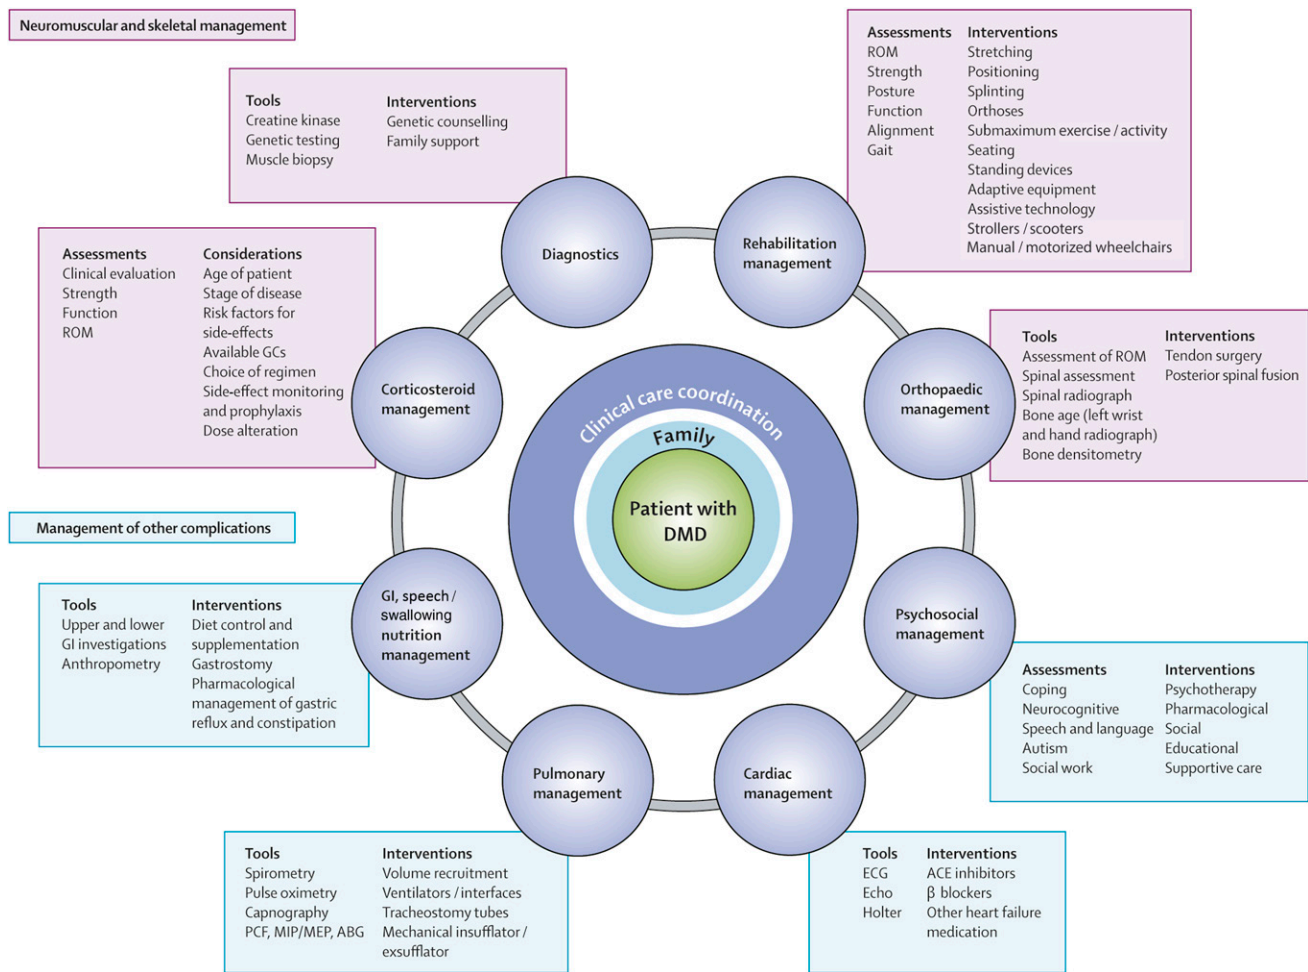 Neuromuscular and skeletal management
Tools
Creatine kinase
Genetic testing
Muscle biopsy
Interventions
Genetic counselling
Family support
Diagnostics
Assessments
ROM
Strength
Posture
Function
Alignment
Gait
Interventions
Stretching
Positioning
Splinting
Orthoses
Submaximum exercise / activity
Seating
Standing devices
Adaptive equipment
Assistive technology
Strollers / scooters
Manual / motorized wheelchairs
Rehabilitation
management
Assessments
Clinical evaluation
Strength
Function
ROM
Considerations
Age of patient
Stage of disease
Risk factors for
side-effects
Available GCs
Choice of regimen
Side-effect monitoring
and prophylaxis
Dose alteration
Corticosteroid
management
Tools
Assessment of ROM
Spinal assessment
Spinal radiograph
Bone age (left wrist
and hand radiograph)
Bone densitometry
Interventions
Tendon surgery
Posterior spinal fusion
Orthopaedic
management
Clinical care coordination
Family
Patient with
DMD
Management of other complications
Tools
Upper and lower
GI investigations
Anthropometry
Interventions
Diet control and
supplementation
Gastrostomy
Pharmacological
management of gastric
reflux and constipation
GI, speech /
swallowing
nutrition
management
Psychosocial
management
Assessments
Coping
Neurocognitive
Speech and language
Autism
Social work
Interventions
Psychotherapy
Pharmacological
Social
Educational
Supportive care
Pulmonary
management
Tools
Spirometry
Pulse oximetry
Capnography
PCF, MIP/MEP, ABG
Interventions
Volume recruitment
Ventilators / interfaces
Tracheostomy tubes
Mechanical insufflator /
exsufflator
Cardiac
management
Tools
ECG
Echo
Holter
Interventions
ACE inhibitors
β blockers
Other heart failure
medication